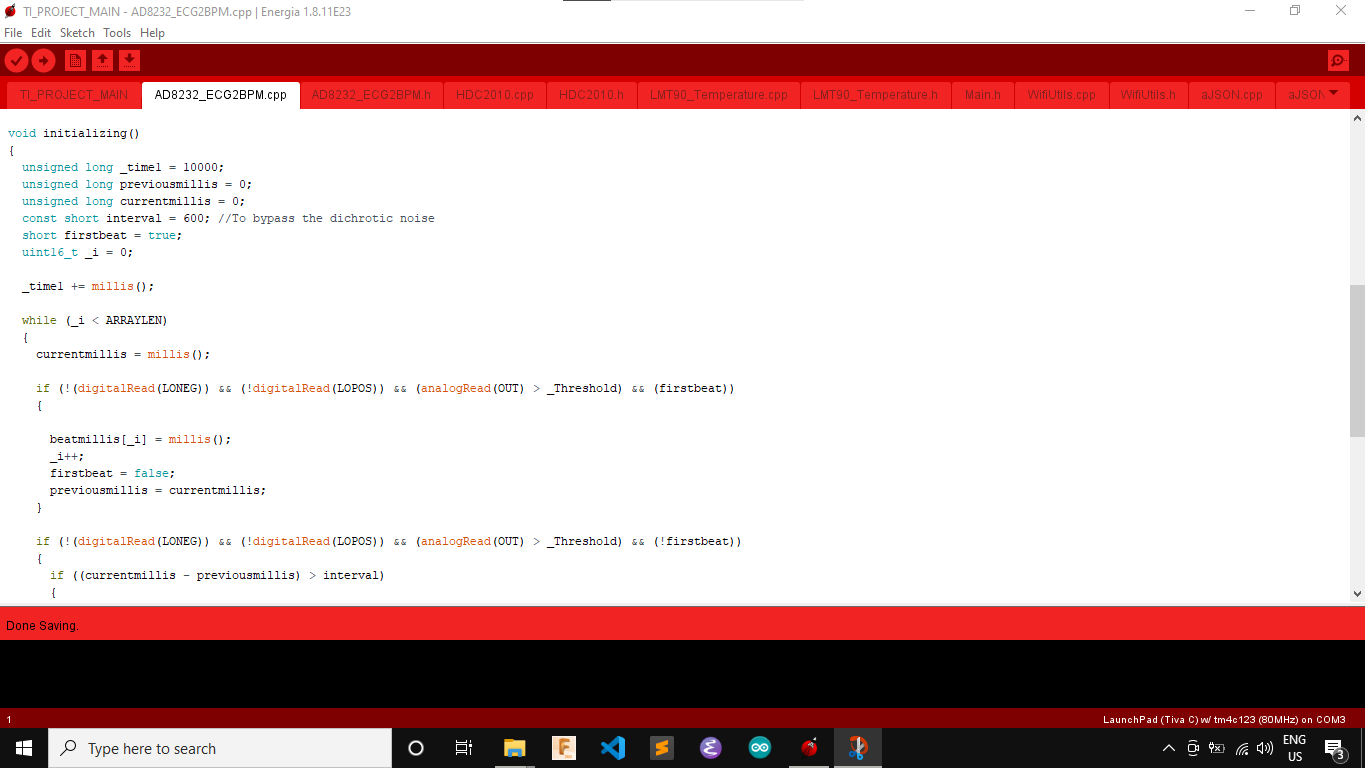 TI_PROJECT_MAIN - AD8232_ECG2BPM.cpp | Energia 1.8.11E23
File Edit Sketch Tools Help
TI_PROJECT_MAIN AD8232_ECG2BPM.cpp AD8232_ECG2BPM.h HDC2010.cpp HDC2010.h LMT90_Temperature.cpp LMT90_Temperature.h Main.h WifiUtils.cpp WifiUtils.h aJSON.cpp aJSON
void initializing()
{
unsigned long _time1 = 10000;
unsigned long previousmillis = 0;
unsigned long currentmillis = 0;
const short interval = 600; //To bypass the dichrotic noise
short firstbeat = true;
uint16_t _i = 0;
_time1 += millis();
while (_i < ARRAYLEN)
{
currentmillis = millis();
if (!(digitalRead(LONEG)) && (!digitalRead(LOPOS)) && (analogRead(OUT) > _Threshold) && (firstbeat))
{
beatmillis[_i] = millis();
_i++;
firstbeat = false;
previousmillis = currentmillis;
}
if (!(digitalRead(LONEG)) && (!digitalRead(LOPOS)) && (analogRead(OUT) > _Threshold) && (!firstbeat))
{
if ((currentmillis - previousmillis) > interval)
{
Done Saving.
1 LaunchPad (Tiva C) w/ tm4c123 (80MHz) on COM3
Type here to search
ENG
US
3